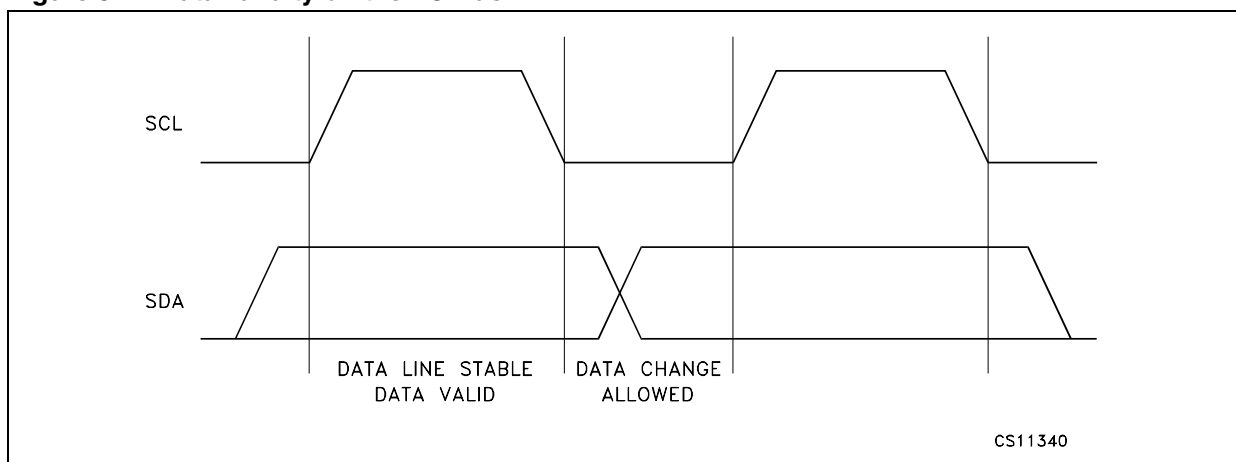 SCL
SDA
DATA LINE STABLE
DATA VALID
DATA CHANGE
ALLOWED
CS11340